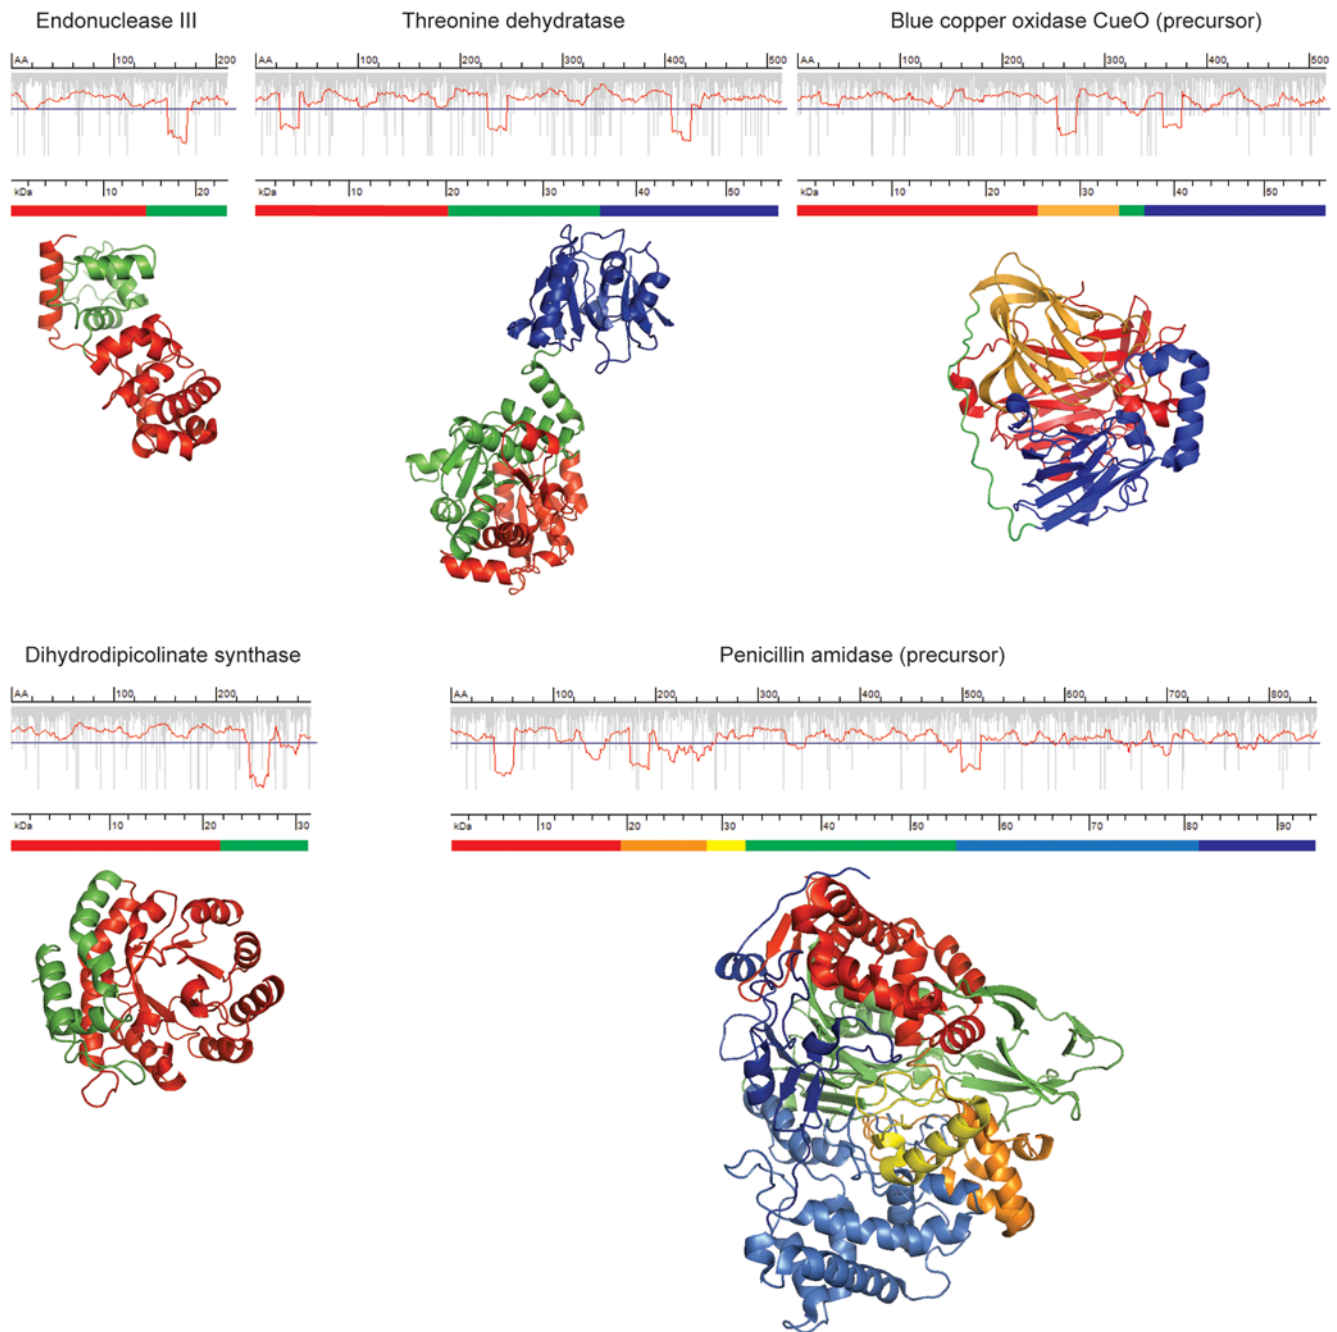 Endonuclease III
Threonine dehydratase
Blue copper oxidase CueO (precursor)
AA 100 200
AA 100 200 300 400 500
AA 100 200 300 400 500
kDa 10 20
kDa 10 20 30 40 50
kDa 10 20 30 40 50
Dihydrodipicolinate synthase
Penicillin amidase (precursor)
AA 100 200
AA 100 200 300 400 500 600 700 800
kDa 10 20 30
kDa 10 20 30 40 50 60 70 80 90